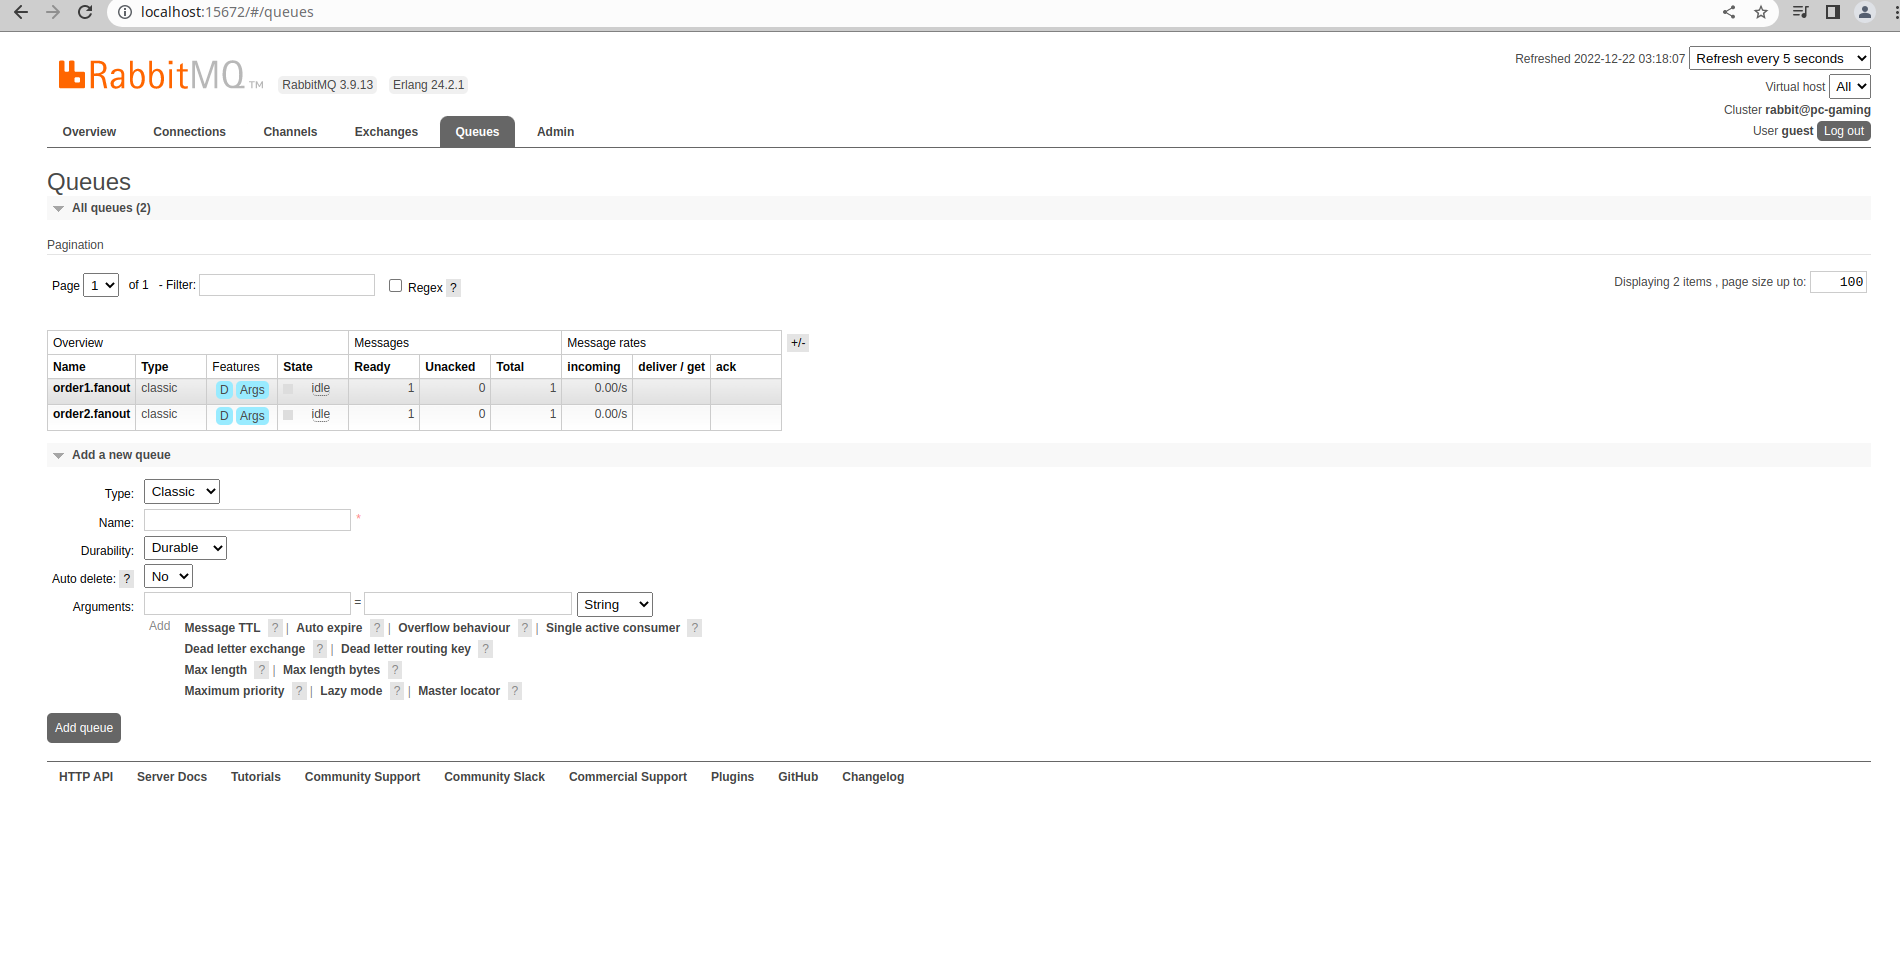 localhost:15672/#/queues
RabbitMQ TM RabbitMQ 3.9.13 Erlang 24.2.1
Refreshed 2022-12-22 03:18:07 Refresh every 5 seconds
Virtual host All
Cluster rabbit@pc-gaming
User guest Log out
Overview Connections Channels Exchanges Queues Admin
Queues
All queues (2)
Pagination
Page 1 of 1 - Filter: Regex ? Displaying 2 items , page size up to: 100
Overview Messages Message rates +/-
Name Type Features State Ready Unacked Total incoming deliver / get ack
order1.fanout classic D Args idle 1 0 1 0.00/s
order2.fanout classic D Args idle 1 0 1 0.00/s
Add a new queue
Type: Classic
Name: *
Durability: Durable
Auto delete: ? No
Arguments: = String
Add Message TTL ? | Auto expire ? | Overflow behaviour ? | Single active consumer ?
Dead letter exchange ? | Dead letter routing key ?
Max length ? | Max length bytes ?
Maximum priority ? | Lazy mode ? | Master locator ?
Add queue
HTTP API Server Docs Tutorials Community Support Community Slack Commercial Support Plugins GitHub Changelog